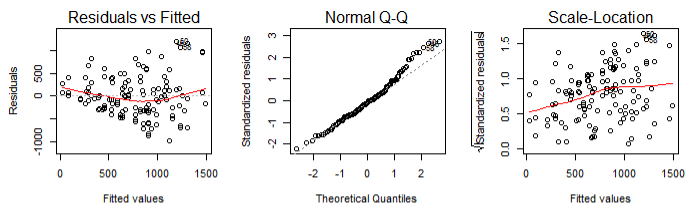 Residuals vs Fitted
Residuals
500
0
-1000
0
500
1000
1500
Fitted values
Normal Q-Q
Standardized residuals
3
2
1
0
-1
-2
-2
-1
0
1
2
Theoretical Quantiles
Scale-Location
√|Standardized residuals|
1.5
1.0
0.5
0.0
0
500
1000
1500
Fitted values